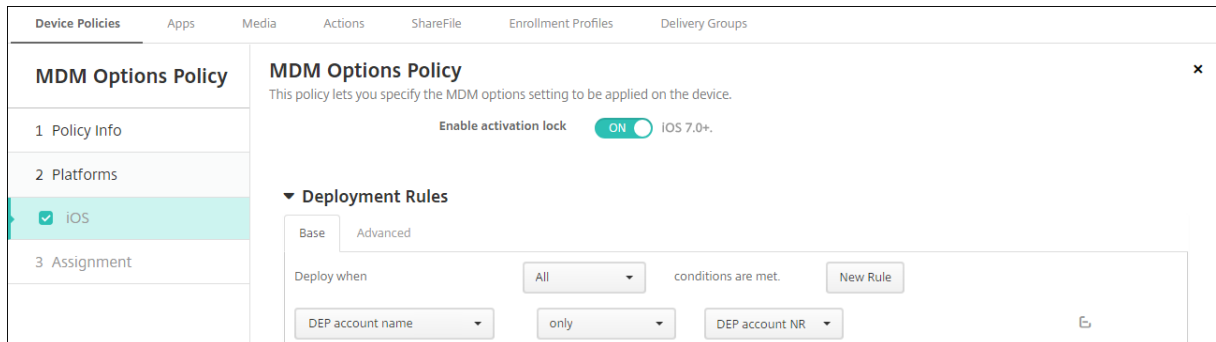 Device Policies Apps Media Actions ShareFile Enrollment Profiles Delivery Groups
MDM Options Policy
1 Policy Info
2 Platforms
iOS
3 Assignment
MDM Options Policy
This policy lets you specify the MDM options setting to be applied on the device.
Enable activation lock ON iOS 7.0+.
Deployment Rules
Base Advanced
Deploy when All conditions are met. New Rule
DEP account name only DEP account NR